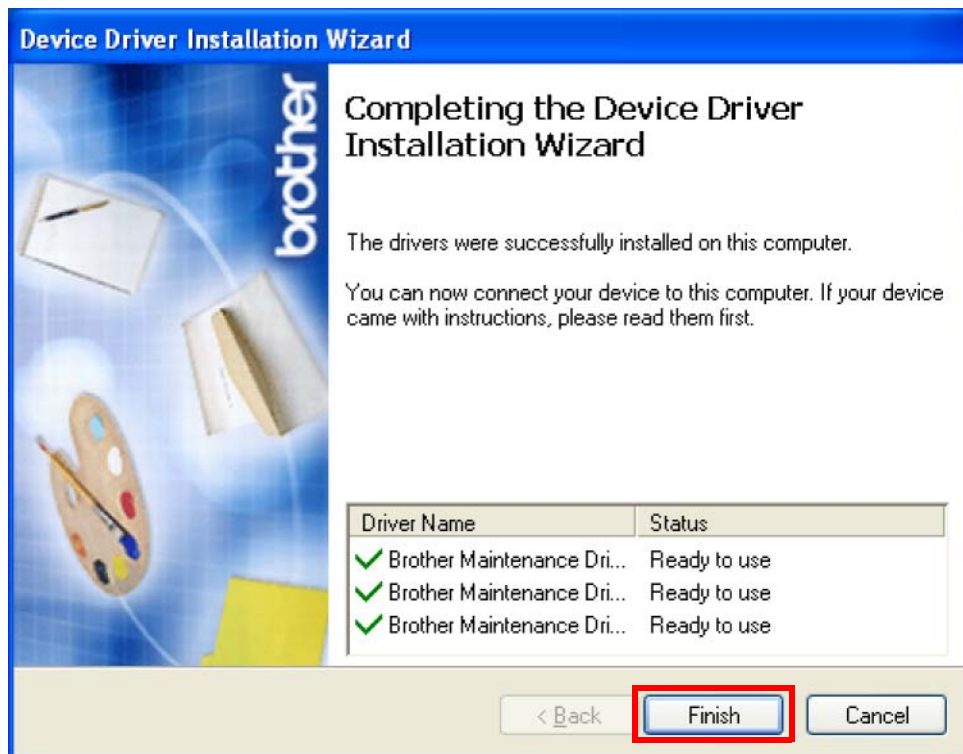 Device Driver Installation Wizard
brother
Completing the Device Driver
Installation Wizard
The drivers were successfully installed on this computer.
You can now connect your device to this computer. If your device
came with instructions, please read them first.
Driver Name Status
Brother Maintenance Dri... Ready to use
Brother Maintenance Dri... Ready to use
Brother Maintenance Dri... Ready to use
< Back Finish Cancel